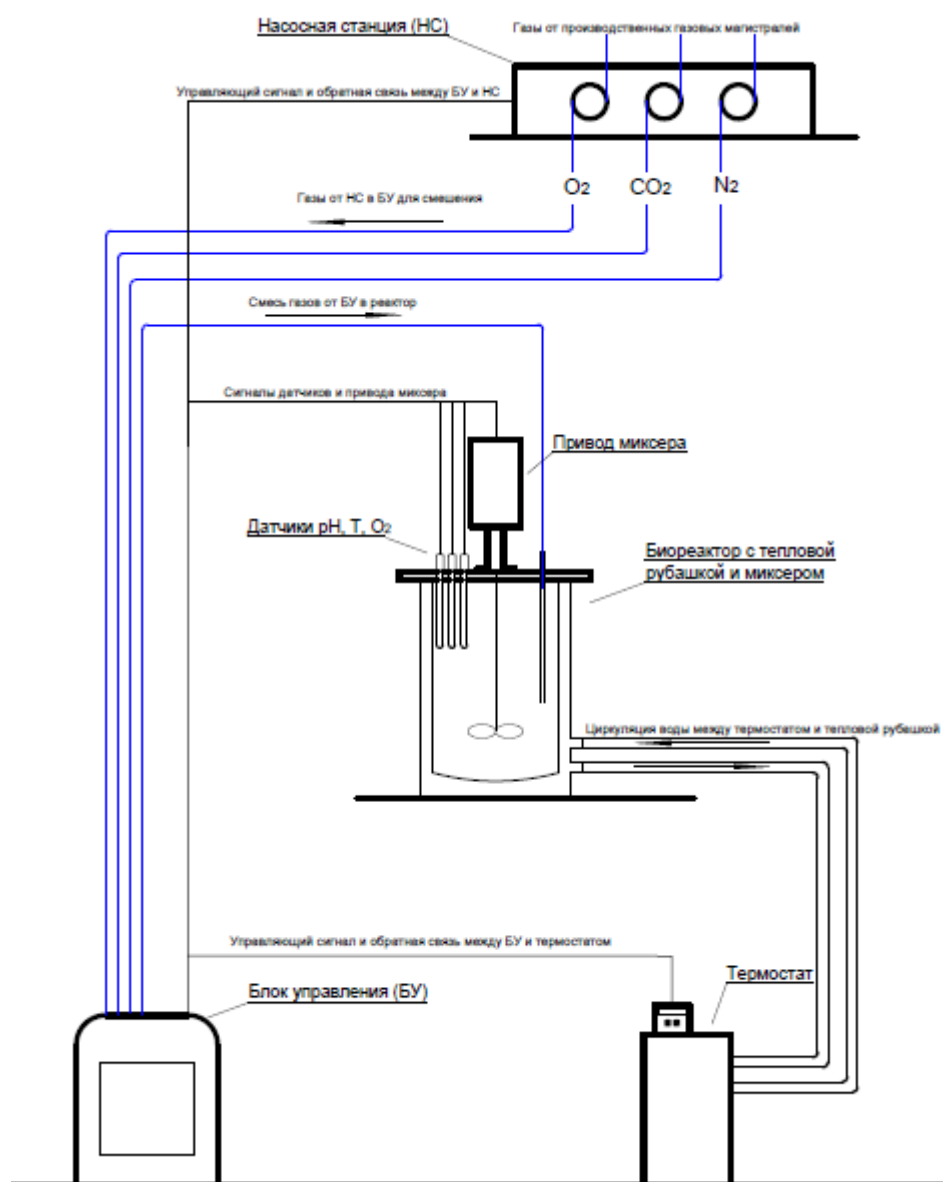 Насосная станция (НС)
Газы от производственных газовых магистралей
Управляющий сигнал и обратная связь между БУ и НС
O2
CO2
N2
Газы от НС в БУ для смешения
Смесь газов от БУ в реактор
Сигналы датчиков и привода миксера
Привод миксера
Датчики pH, T, O2
Биореактор с тепловой
рубашкой и миксером
Циркуляция воды между термостатом и тепловой рубашкой
Управляющий сигнал и обратная связь между БУ и термостатом
Термостат
Блок управления (БУ)